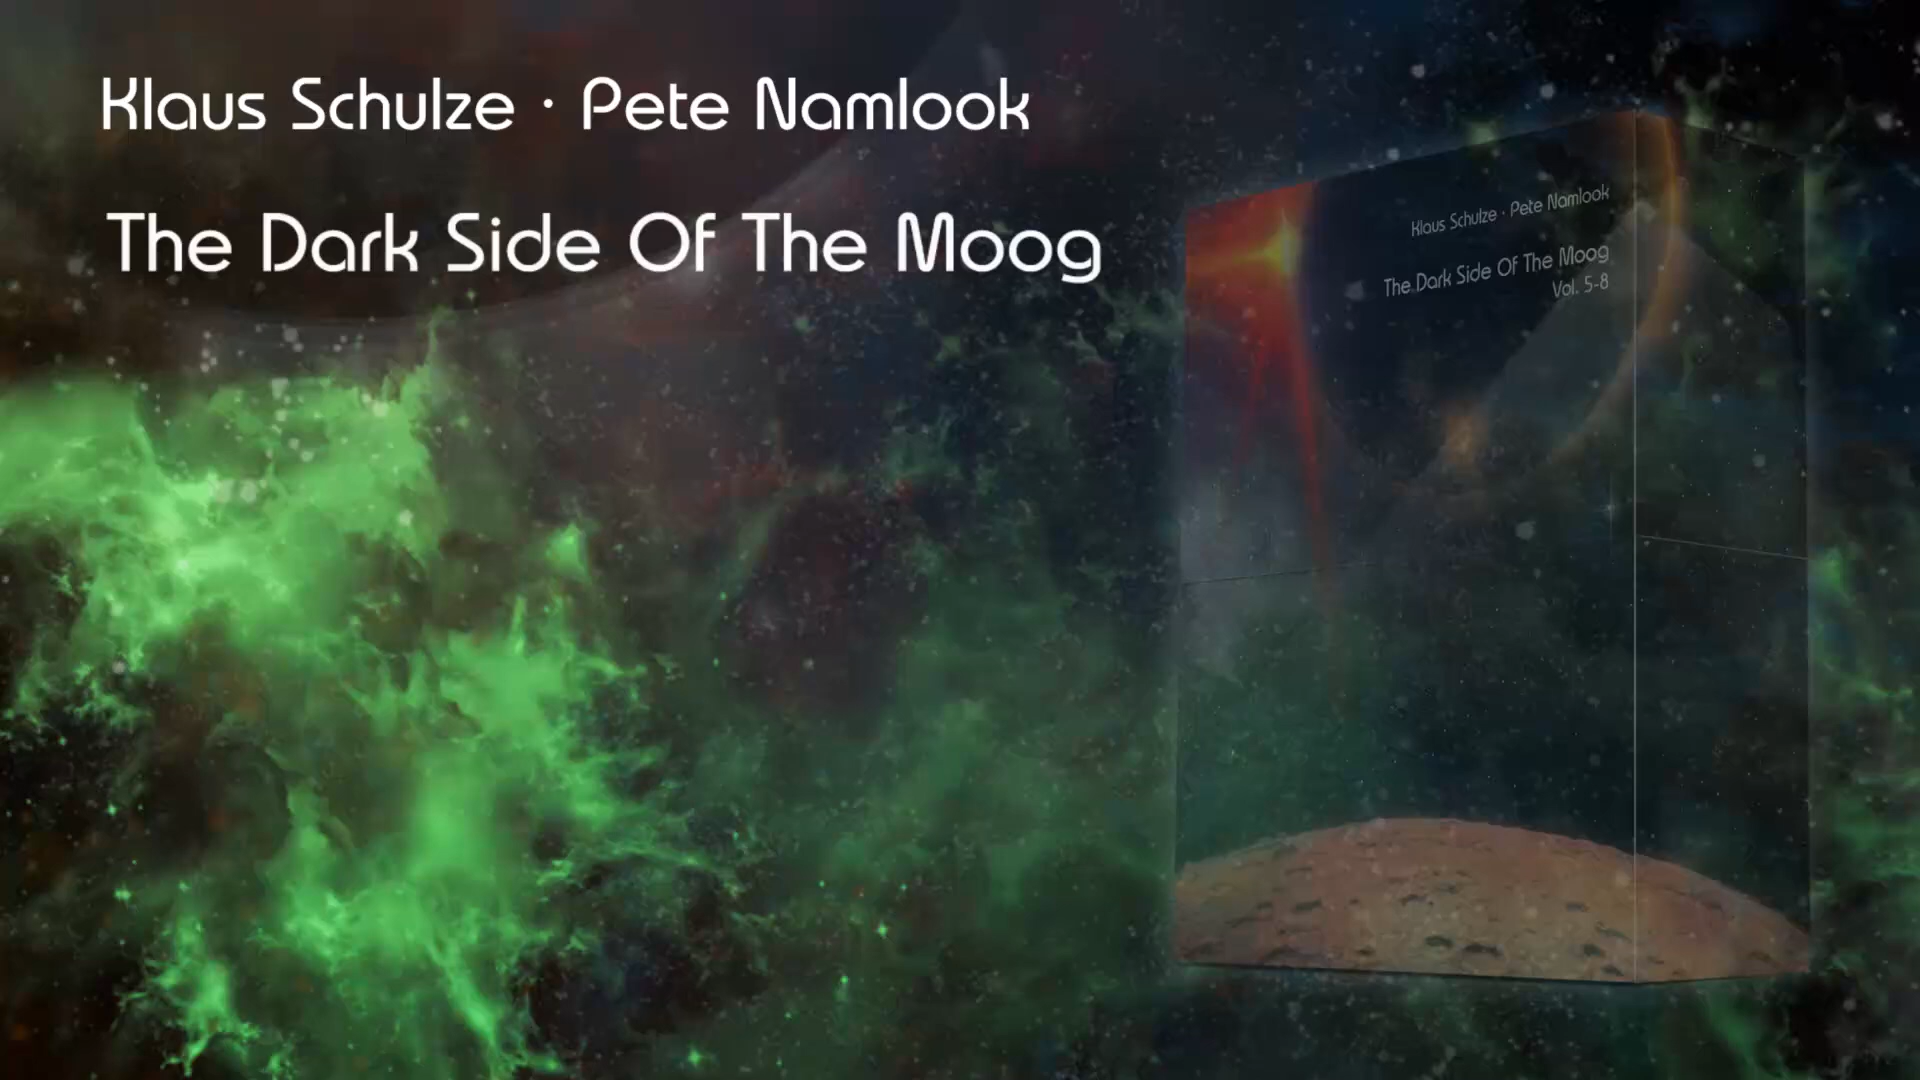 Klaus Schulze · Pete Namlook
The Dark Side Of The Moog
Klaus Schulze · Pete Namlook
The Dark Side Of The Moog
Vol. 5-8